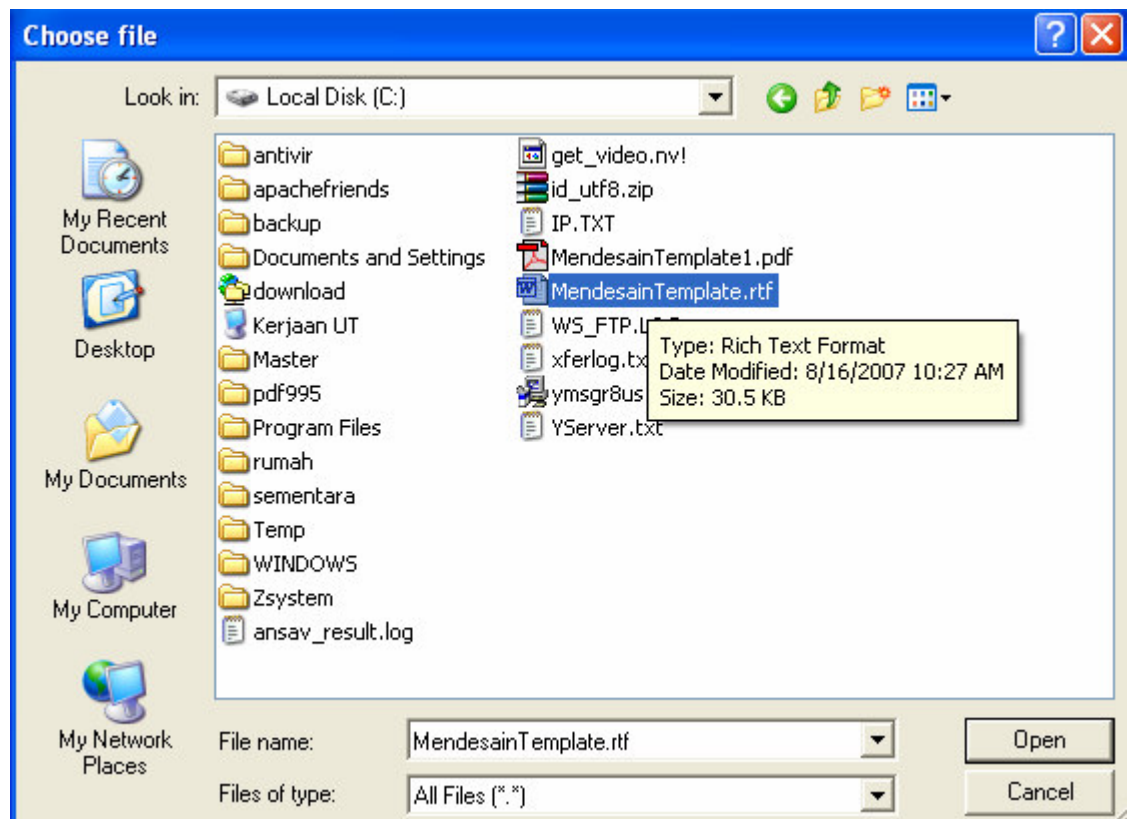 Choose file
Look in:
Local Disk (C:)
My Recent
Documents
Desktop
My Documents
My Computer
My Network
Places
antivir
apachefriends
backup
Documents and Settings
download
Kerjaan UT
Master
pdf995
Program Files
rumah
sementara
Temp
WINDOWS
Zsystem
ansav_result.log
get_video.nv!
id_utf8.zip
IP.TXT
MendesainTemplate1.pdf
MendesainTemplate.rtf
xferlog.tx
ymsgr8us
YServer.txt
Type: Rich Text Format
Date Modified: 8/16/2007 10:27 AM
Size: 30.5 KB
File name:
MendesainTemplate.rtf
Open
Files of type:
All Files (*.*)
Cancel